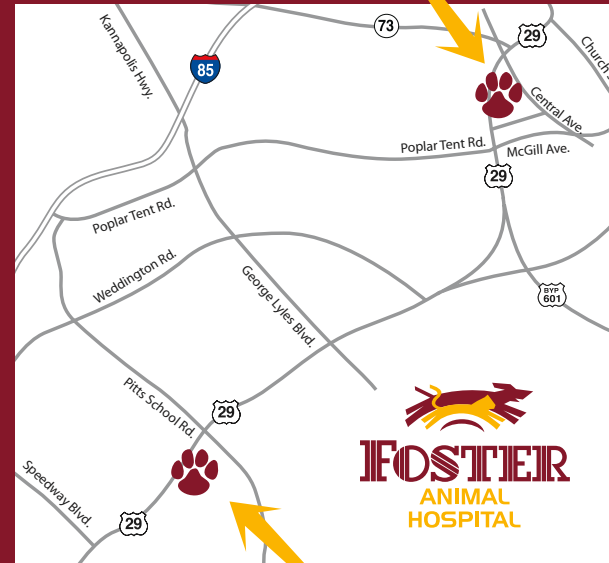 Kannapolis Hwy.
73
29
Church S
85
Central Ave.
Poplar Tent Rd.
McGill Ave.
29
Poplar Tent Rd.
Weddington Rd.
George Lyles Blvd.
BYP
601
Pitts School Rd.
29
Speedway Blvd.
29
FOSTER
ANIMAL
HOSPITAL